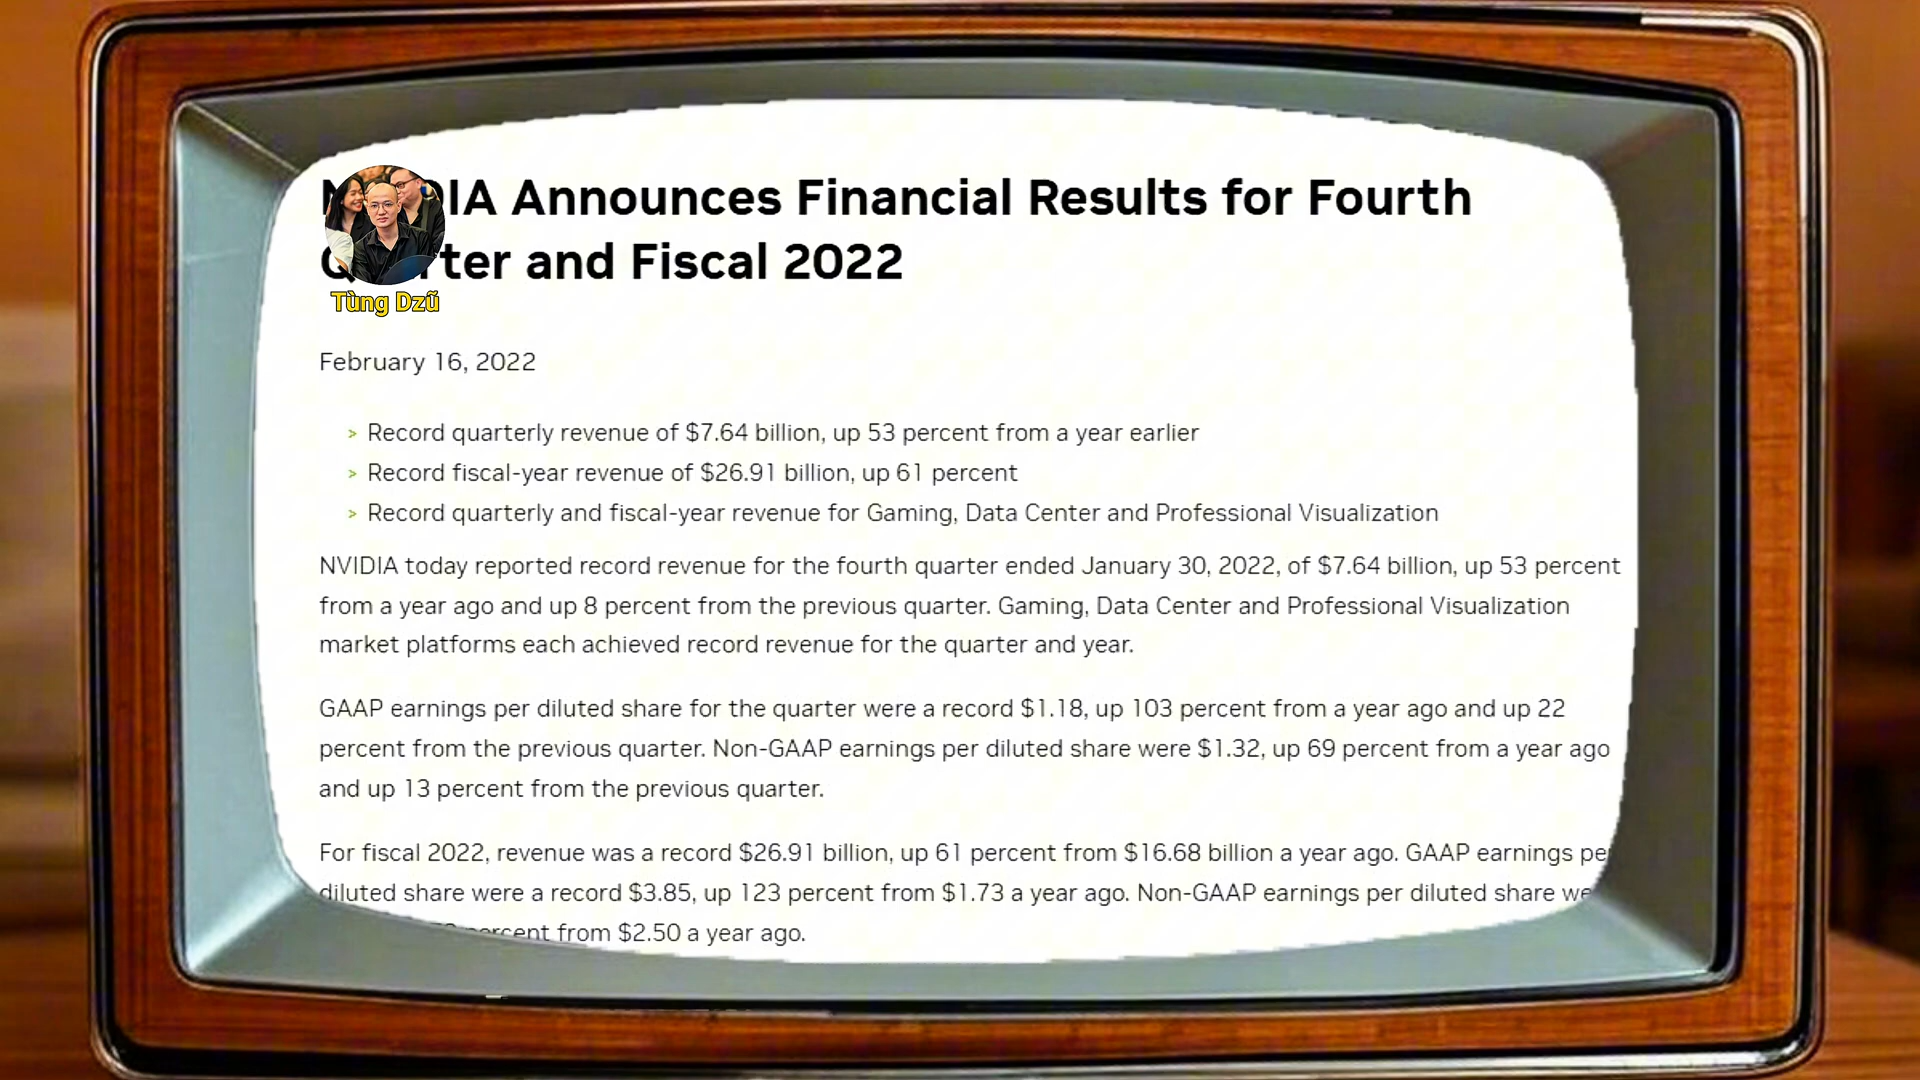 NVIDIA Announces Financial Results for Fourth
Quarter and Fiscal 2022
Tùng Dzũ
February 16, 2022
> Record quarterly revenue of $7.64 billion, up 53 percent from a year earlier
> Record fiscal-year revenue of $26.91 billion, up 61 percent
> Record quarterly and fiscal-year revenue for Gaming, Data Center and Professional Visualization
NVIDIA today reported record revenue for the fourth quarter ended January 30, 2022, of $7.64 billion, up 53 percent
from a year ago and up 8 percent from the previous quarter. Gaming, Data Center and Professional Visualization
market platforms each achieved record revenue for the quarter and year.
GAAP earnings per diluted share for the quarter were a record $1.18, up 103 percent from a year ago and up 22
percent from the previous quarter. Non-GAAP earnings per diluted share were $1.32, up 69 percent from a year ago
and up 13 percent from the previous quarter.
For fiscal 2022, revenue was a record $26.91 billion, up 61 percent from $16.68 billion a year ago. GAAP earnings per
diluted share were a record $3.85, up 123 percent from $1.73 a year ago. Non-GAAP earnings per diluted share we
percent from $2.50 a year ago.